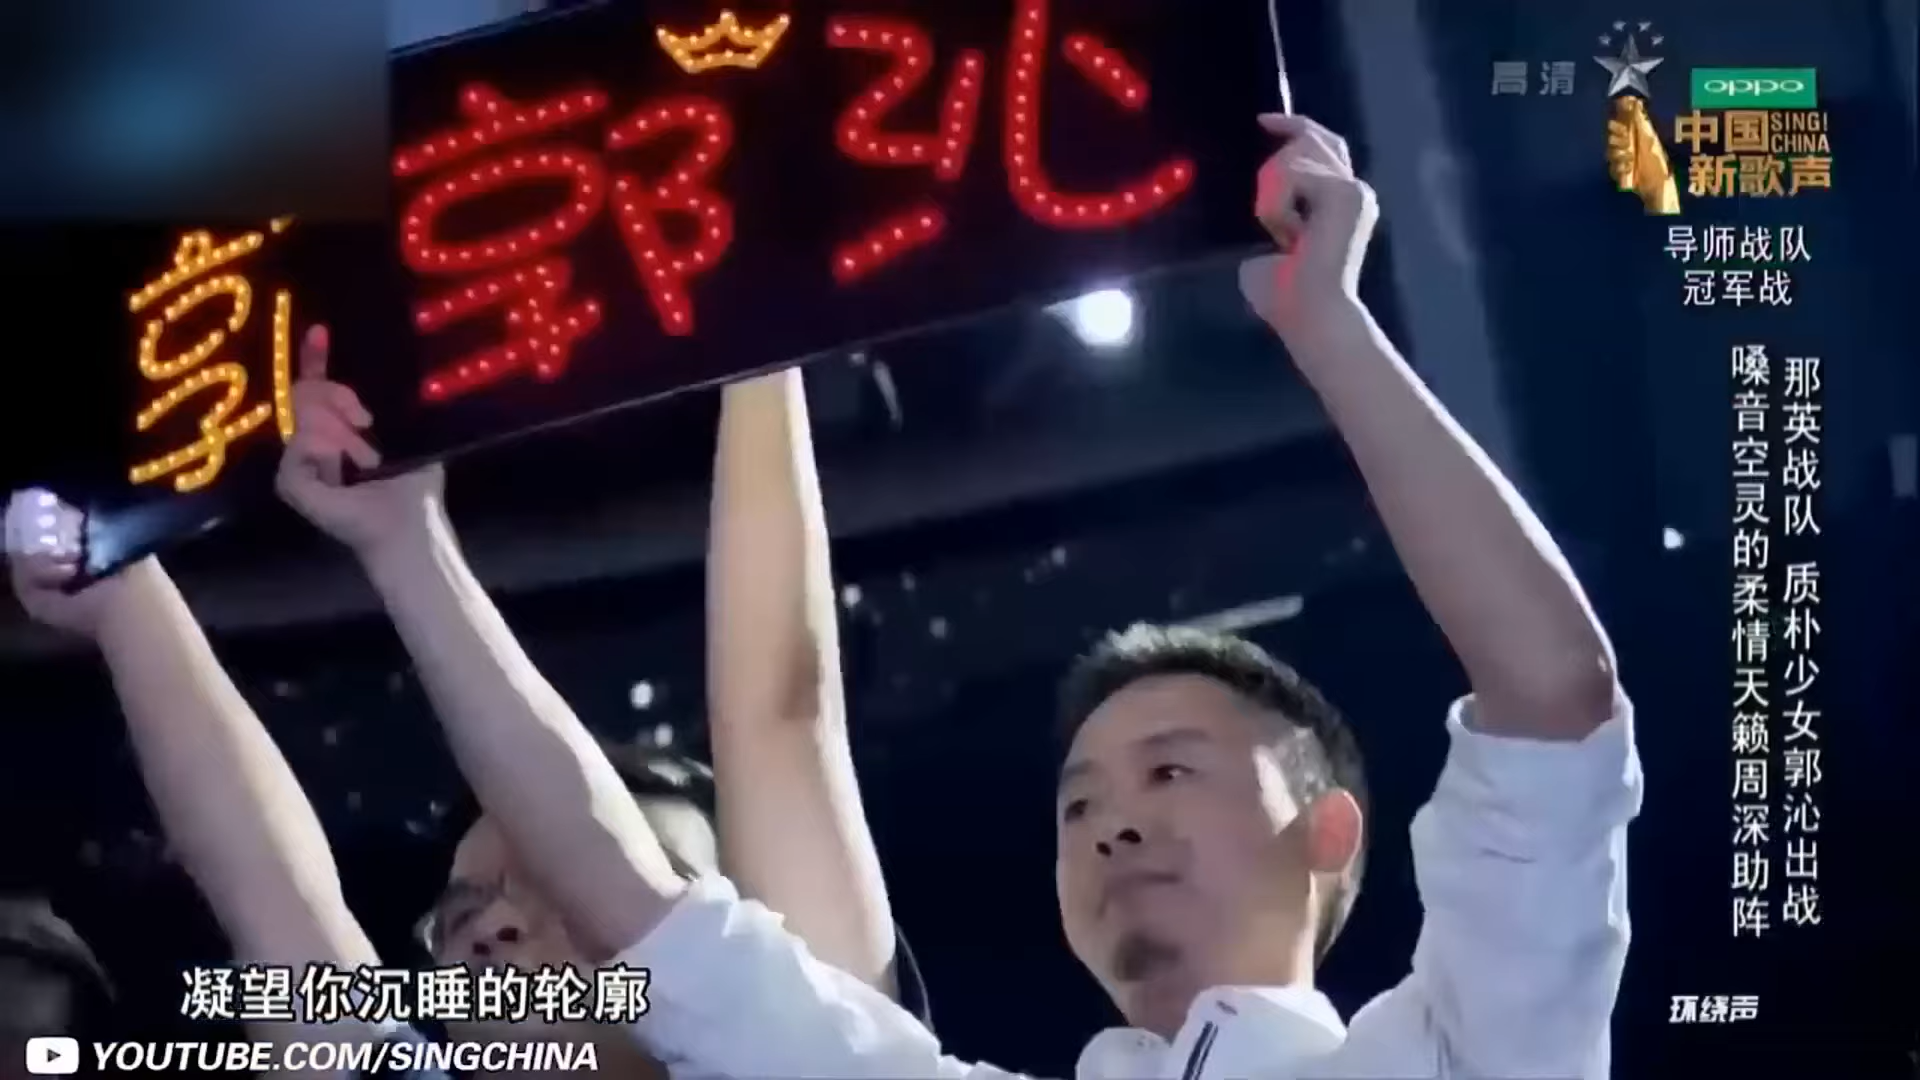 郭沁
郭
高清
oppo
中国
新歌声
SING!
CHINA
导师战队
冠军战
那英战队 质朴少女郭沁出战
嗓音空灵的柔情天籁周深助阵
凝望你沉睡的轮廓
环绕声
YOUTUBE.COM/SINGCHINA